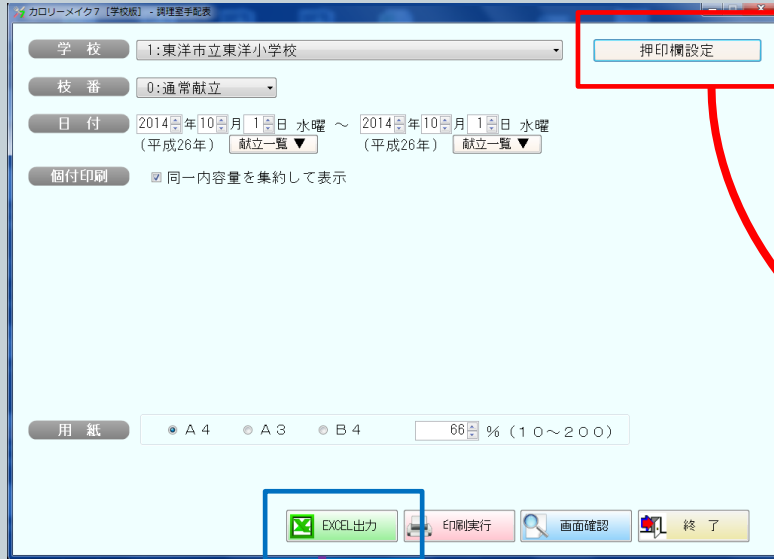 カロリーメイク7 [学校版] - 調理室手配表
学 校 1:東洋市立東洋小学校 押印欄設定
枝 番 0:通常献立
日 付 2014年10月 1日 水曜 ～ 2014年10月 1日 水曜
(平成26年) 献立一覧 ▼ (平成26年) 献立一覧 ▼
個付印刷 同一内容量を集約して表示
用 紙 A4 A3 B4 66 % (10～200)
EXCEL出力 印刷実行 画面確認 終 了